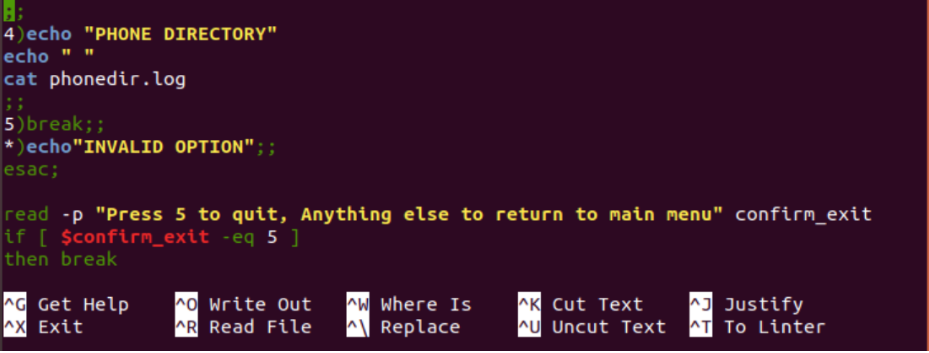 ;;
4)echo "PHONE DIRECTORY"
echo " "
cat phonedir.log
;;
5)break;;
*)echo"INVALID OPTION";;
esac;
read -p "Press 5 to quit, Anything else to return to main menu" confirm_exit
if [ $confirm_exit -eq 5 ]
then break
^G Get Help ^O Write Out ^W Where Is ^K Cut Text ^J Justify
^X Exit ^R Read File ^\ Replace ^U Uncut Text ^T To Linter